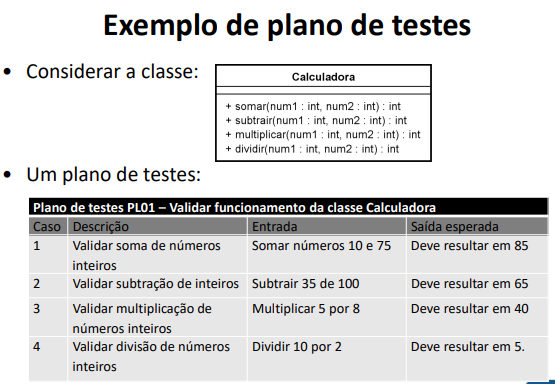 Exemplo de plano de testes
• Considerar a classe:
Calculadora
+ somar(num1 : int, num2 : int) : int
+ subtrair(num1 : int, num2 : int) : int
+ multiplicar(num1 : int, num2 : int) : int
+ dividir(num1 : int, num2 : int) : int
• Um plano de testes:
Plano de testes PL01 – Validar funcionamento da classe Calculadora
Caso Descrição Entrada Saída esperada
1 Validar soma de números Somar números 10 e 75 Deve resultar em 85
inteiros
2 Validar subtração de inteiros Subtrair 35 de 100 Deve resultar em 65
3 Validar multiplicação de Multiplicar 5 por 8 Deve resultar em 40
números inteiros
4 Validar divisão de números Dividir 10 por 2 Deve resultar em 5.
inteiros